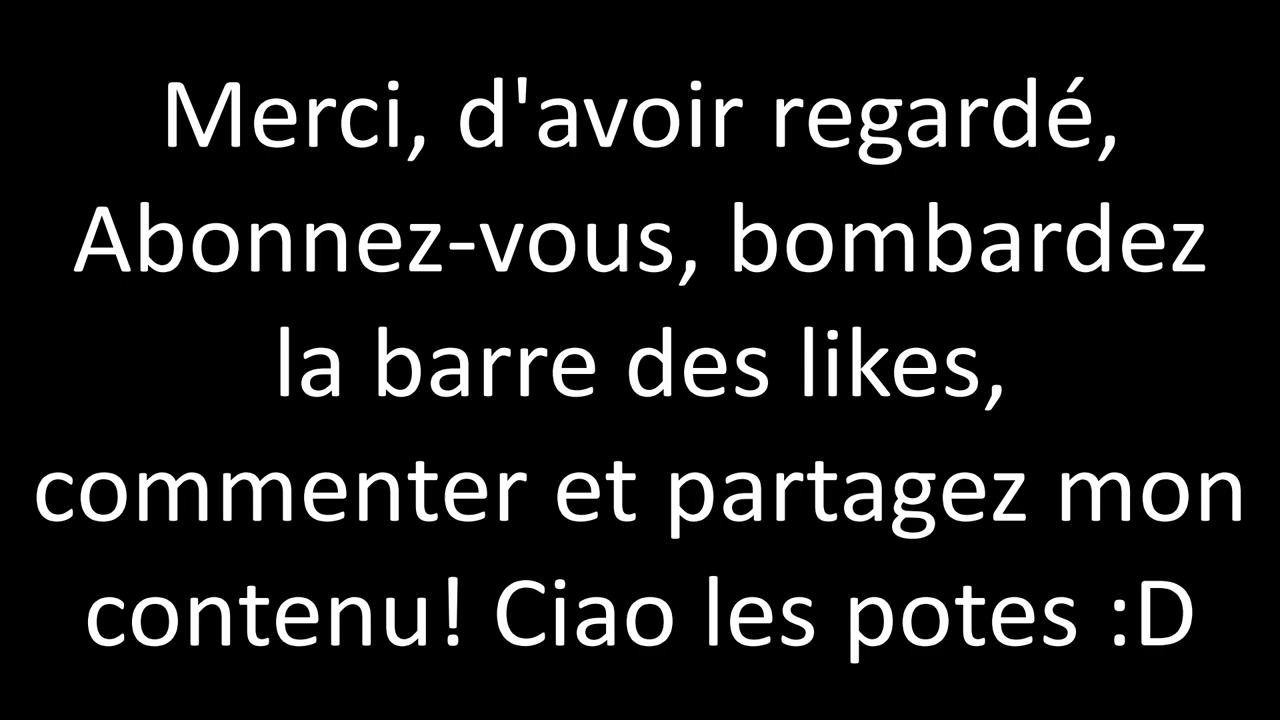 Merci, d'avoir regardé,
Abonnez-vous, bombardez
la barre des likes,
commenter et partagez mon
contenu! Ciao les potes :D